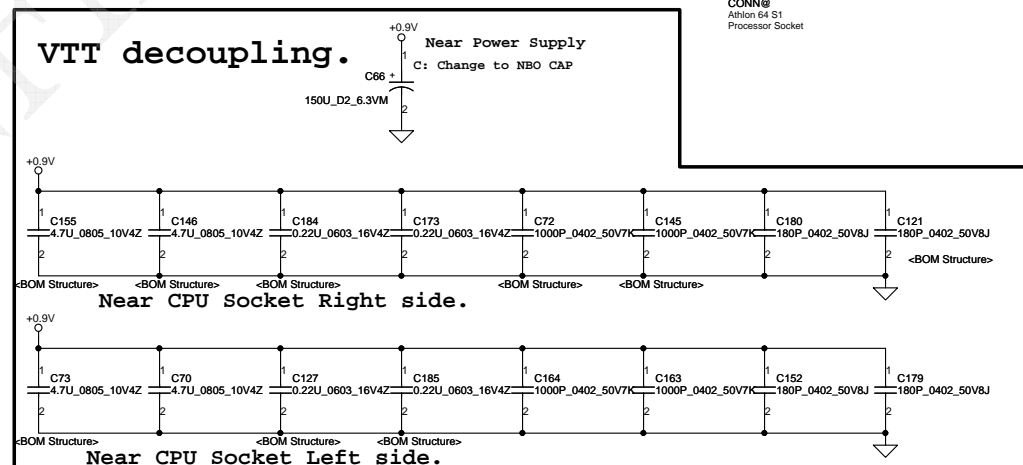 CONN@
Athlon 64 S1
Processor Socket
VTT decoupling.
+0.9V
Near Power Supply
C: Change to NBO CAP
1
C66 +
150U_D2_6.3VM
2
+0.9V
1 1 1 1 1 1 1 1
C155 C146 C184 C173 C72 C145 C180 C121
4.7U_0805_10V4Z 4.7U_0805_10V4Z 0.22U_0603_16V4Z 0.22U_0603_16V4Z 1000P_0402_50V7K 1000P_0402_50V7K 180P_0402_50V8J 180P_0402_50V8J
2 2 2 2 2 2 2 2
<BOM Structure>
<BOM Structure> <BOM Structure> <BOM Structure> <BOM Structure> <BOM Structure>
Near CPU Socket Right side.
+0.9V
1 1 1 1 1 1 1 1
C73 C70 C127 C185 C164 C163 C152 C179
4.7U_0805_10V4Z 4.7U_0805_10V4Z 0.22U_0603_16V4Z 0.22U_0603_16V4Z 1000P_0402_50V7K 1000P_0402_50V7K 180P_0402_50V8J 180P_0402_50V8J
2 2 2 2 2 2 2 2
<BOM Structure> <BOM Structure> <BOM Structure>
Near CPU Socket Left side.